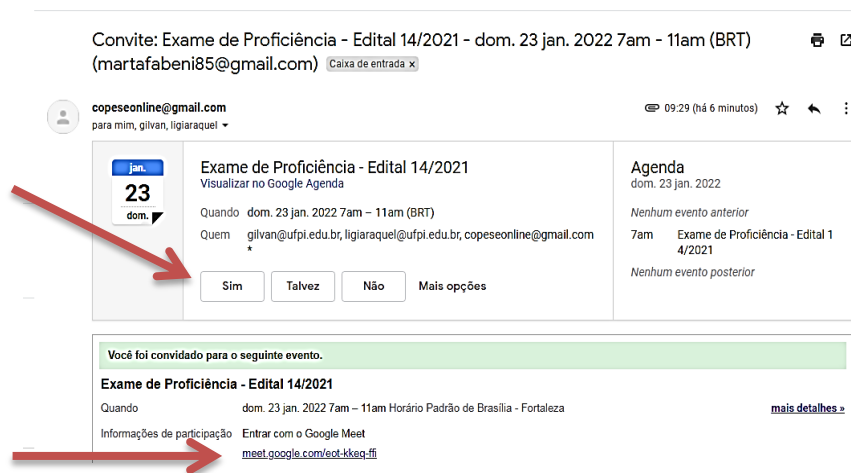 Convite: Exame de Proficiência - Edital 14/2021 - dom. 23 jan. 2022 7am - 11am (BRT)
(martafabeni85@gmail.com) Caixa de entrada x
copeseonline@gmail.com
09:29 (há 6 minutos)
para mim, gilvan, ligiaraquel
jan.
23
dom.
Exame de Proficiência - Edital 14/2021
Visualizar no Google Agenda
Quando dom. 23 jan. 2022 7am – 11am (BRT)
Quem gilvan@ufpi.edu.br, ligiaraquel@ufpi.edu.br, copeseonline@gmail.com
*
Sim Talvez Não Mais opções
Agenda
dom. 23 jan. 2022
Nenhum evento anterior
7am Exame de Proficiência - Edital 1
4/2021
Nenhum evento posterior
Você foi convidado para o seguinte evento.
Exame de Proficiência - Edital 14/2021
Quando dom. 23 jan. 2022 7am – 11am Horário Padrão de Brasília - Fortaleza
mais detalhes »
Informações de participação Entrar com o Google Meet
meet.google.com/eot-kkeq-ffi